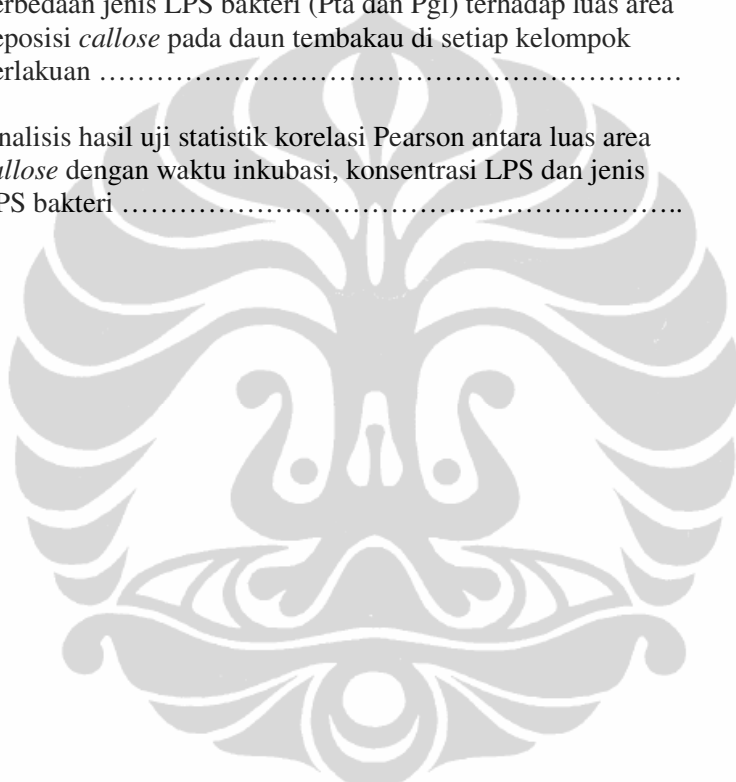 erbedaan jenis LPS bakteri (Pta dan Pgl) terhadap luas area
eposisi callose pada daun tembakau di setiap kelompok
erlakuan …………………………………………………….
nalisis hasil uji statistik korelasi Pearson antara luas area
allose dengan waktu inkubasi, konsentrasi LPS dan jenis
PS bakteri …………………………………………………..